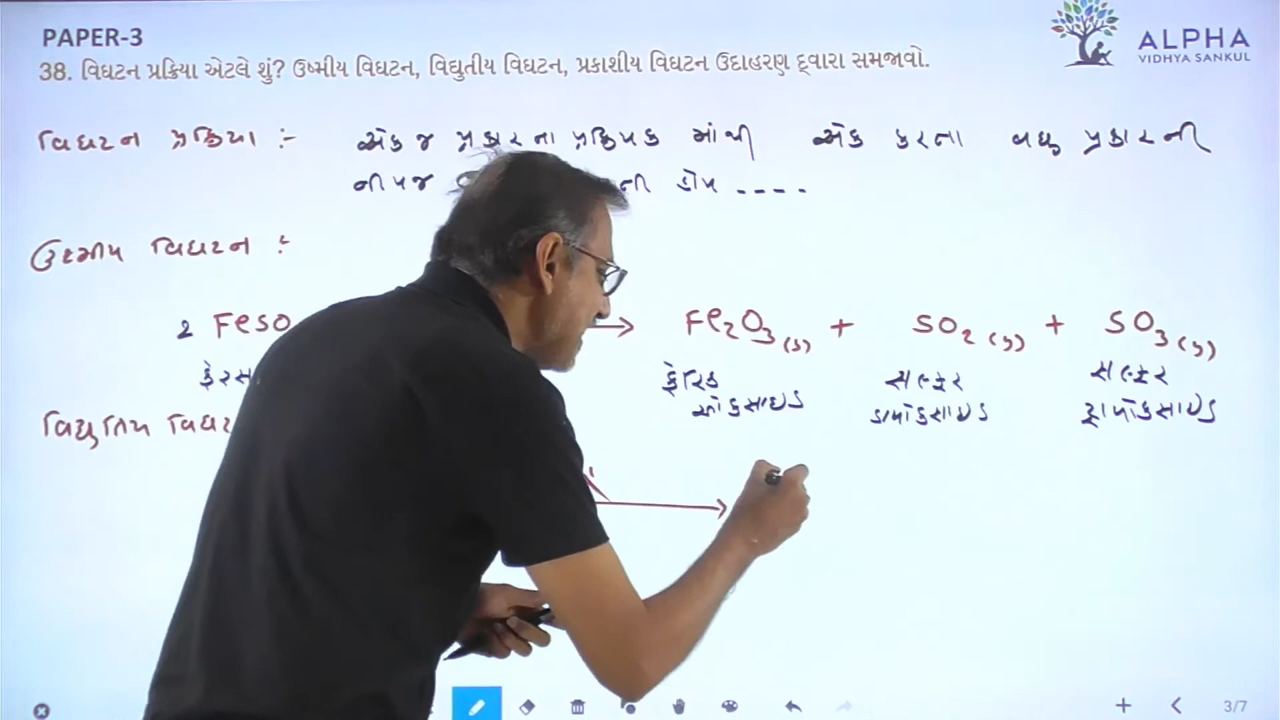 PAPER-3
ALPHA
VIDHYA SANKUL
38. વિઘટન પ્રક્રિયા એટલે શું? ઉષ્મીય વિઘટન, વિદ્યુતીય વિઘટન, પ્રકાશીય વિઘટન ઉદાહરણ દ્વારા સમજાવો.
વિઘટન પ્રક્રિયા :- એક જ પ્રકારના પ્રક્રિયક માંથી એક કરતા વધુ પ્રકારની
નીપજ ની હોય ----
ઉષ્મીય વિઘટન :-
2 FeSO → Fe2O3(s) + SO2(g) + SO3(g)
ફેરિક સલ્ફર સલ્ફર
ઓક્સાઇડ ડાયોક્સાઇડ ટ્રાયોક્સાઇડ
વિદ્યુતિય
3/7